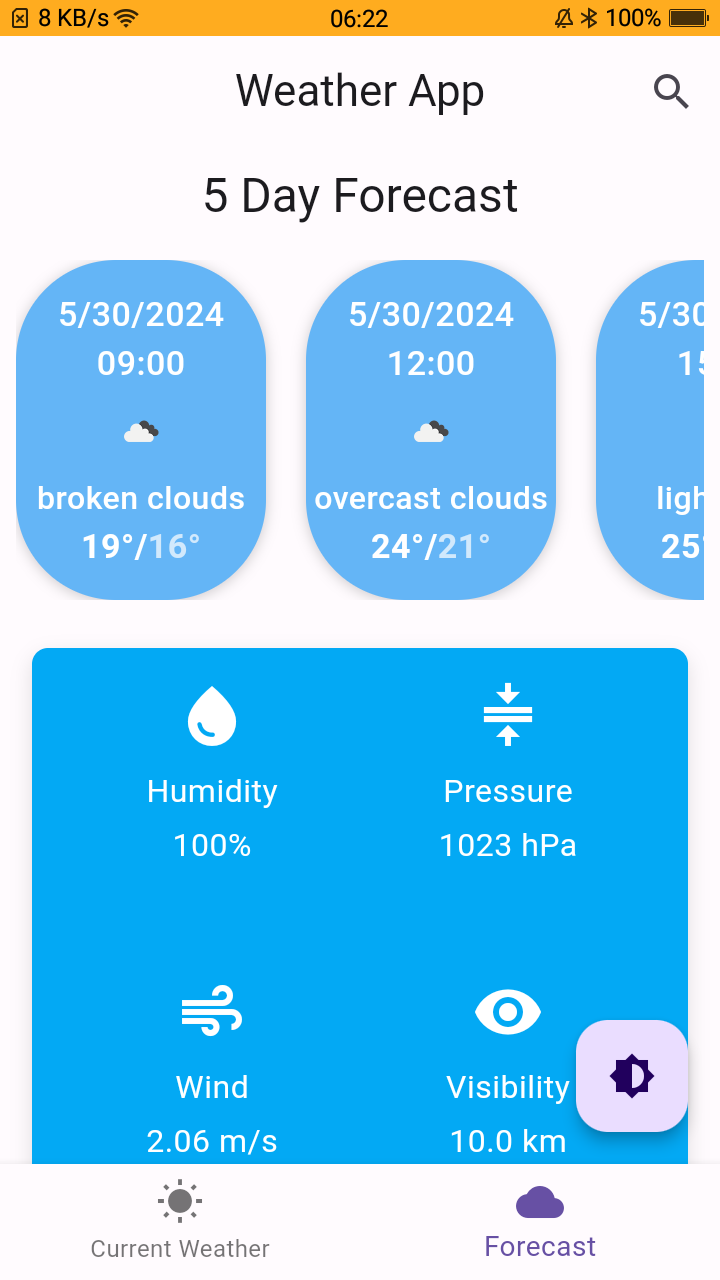 8 KB/s 06:22 100%
Weather App
5 Day Forecast
5/30/2024
09:00
broken clouds
19°/16°
5/30/2024
12:00
overcast clouds
24°/21°
5/30
15
ligh
25°
Humidity
100%
Pressure
1023 hPa
Wind
2.06 m/s
Visibility
10.0 km
Current Weather
Forecast